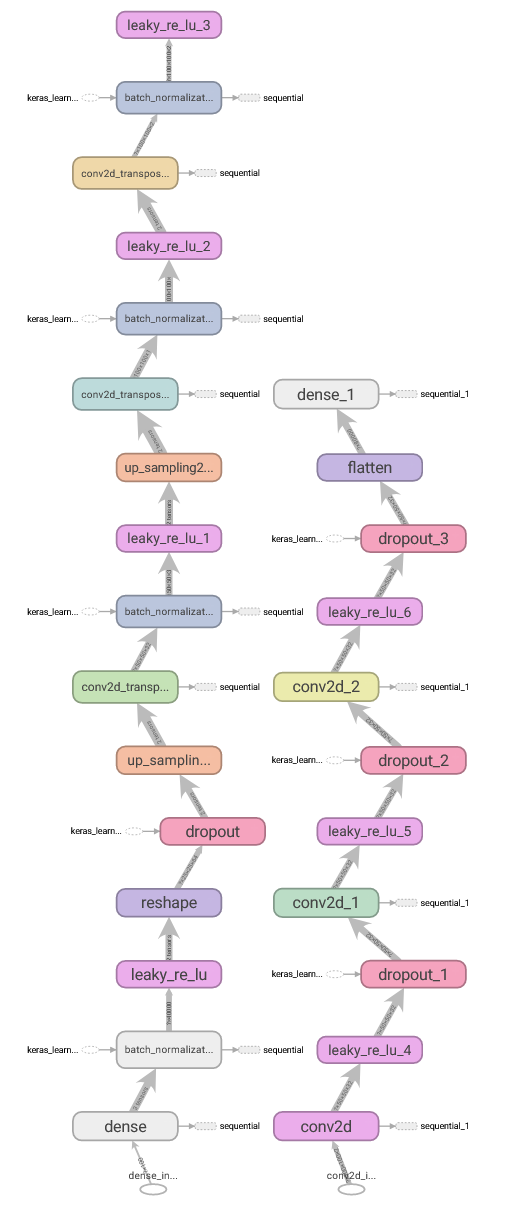 leaky_re_lu_3
keras_learn...
batch_normalizat...
sequential
conv2d_transpos...
sequential
leaky_re_lu_2
keras_learn...
batch_normalizat...
sequential
conv2d_transpos...
sequential
dense_1
sequential_1
up_sampling2...
flatten
leaky_re_lu_1
keras_learn...
dropout_3
keras_learn...
batch_normalizat...
sequential
leaky_re_lu_6
conv2d_transp...
sequential
conv2d_2
sequential_1
up_samplin...
keras_learn...
dropout_2
keras_learn...
dropout
leaky_re_lu_5
reshape
conv2d_1
sequential_1
leaky_re_lu
keras_learn...
dropout_1
keras_learn...
batch_normalizat...
sequential
leaky_re_lu_4
dense
sequential
conv2d
sequential_1
dense_in...
conv2d_i...